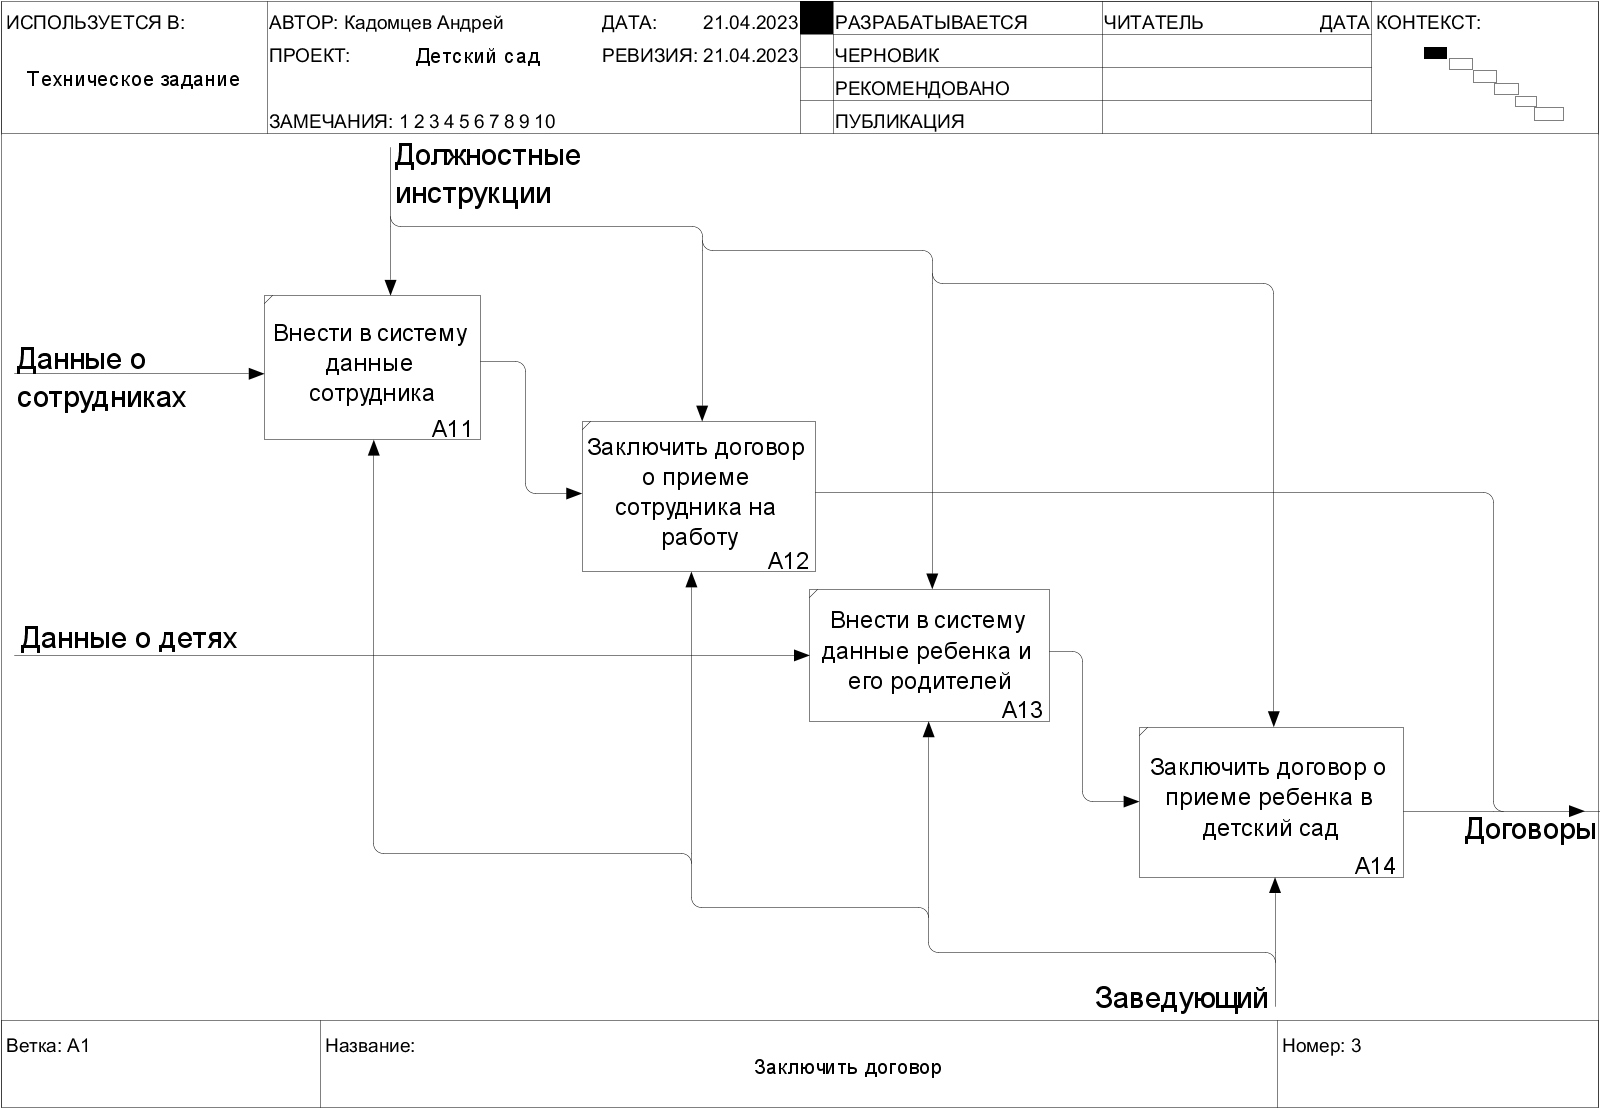 ИСПОЛЬЗУЕТСЯ В:
Техническое задание
АВТОР: Кадомцев Андрей
ДАТА: 21.04.2023
ПРОЕКТ: Детский сад
РЕВИЗИЯ: 21.04.2023
ЗАМЕЧАНИЯ: 1 2 3 4 5 6 7 8 9 10
РАЗРАБАТЫВАЕТСЯ
ЧЕРНОВИК
РЕКОМЕНДОВАНО
ПУБЛИКАЦИЯ
ЧИТАТЕЛЬ
ДАТА
КОНТЕКСТ:
Должностные
инструкции
Данные о
сотрудниках
Внести в систему
данные
сотрудника
A11
Заключить договор
о приеме
сотрудника на
работу
A12
Данные о детях
Внести в систему
данные ребенка и
его родителей
A13
Заключить договор о
приеме ребенка в
детский сад
A14
Договоры
Заведующий
Ветка: A1
Название:
Заключить договор
Номер: 3